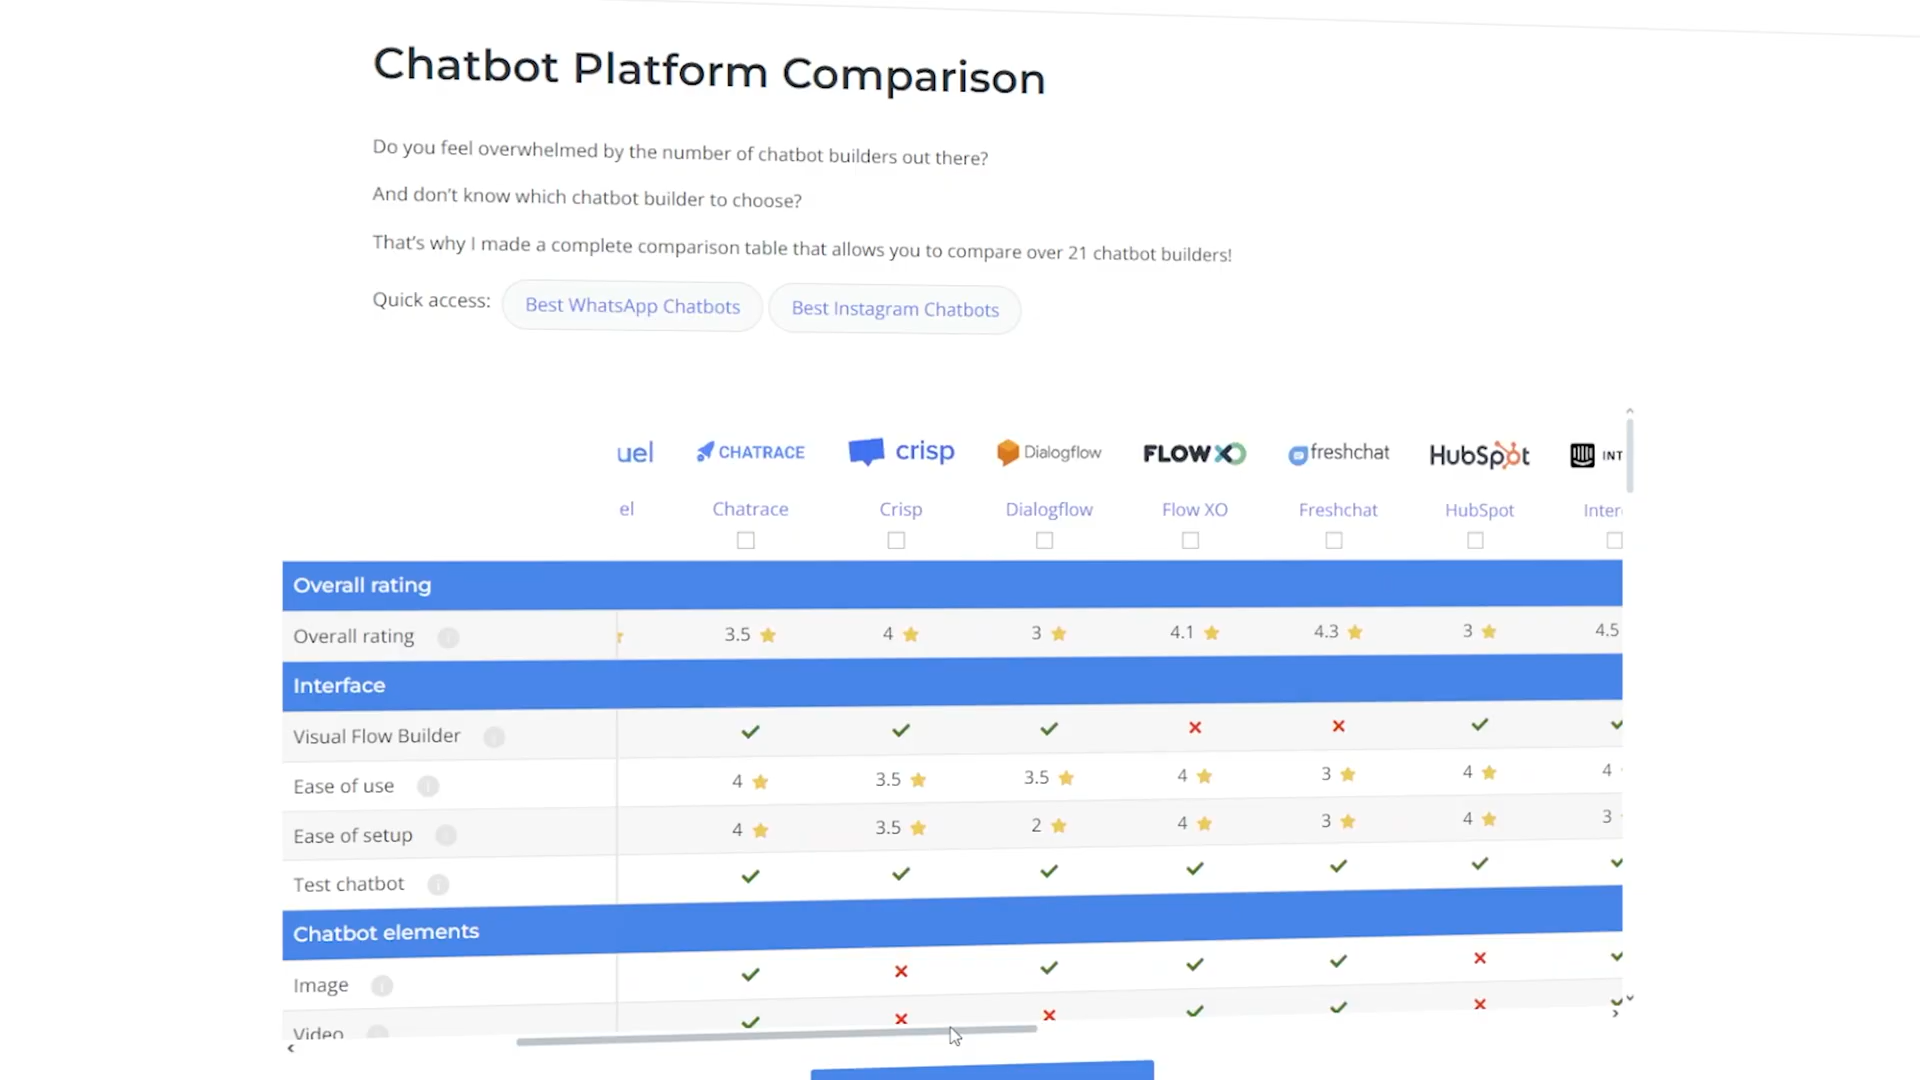 Chatbot Platform Comparison
Do you feel overwhelmed by the number of chatbot builders out there?
And don't know which chatbot builder to choose?
That's why I made a complete comparison table that allows you to compare over 21 chatbot builders!
Quick access: Best WhatsApp Chatbots Best Instagram Chatbots
uel CHATRACE crisp Dialogflow FLOW XO freshchat HubSpot INT
el Chatrace Crisp Dialogflow Flow XO Freshchat HubSpot Inter
Overall rating
Overall rating i 3.5 4 3 4.1 4.3 3 4.5
Interface
Visual Flow Builder i
Ease of use i 4 3.5 3.5 4 3 4 4
Ease of setup i 4 3.5 2 4 3 4 3
Test chatbot i
Chatbot elements
Image i
Video